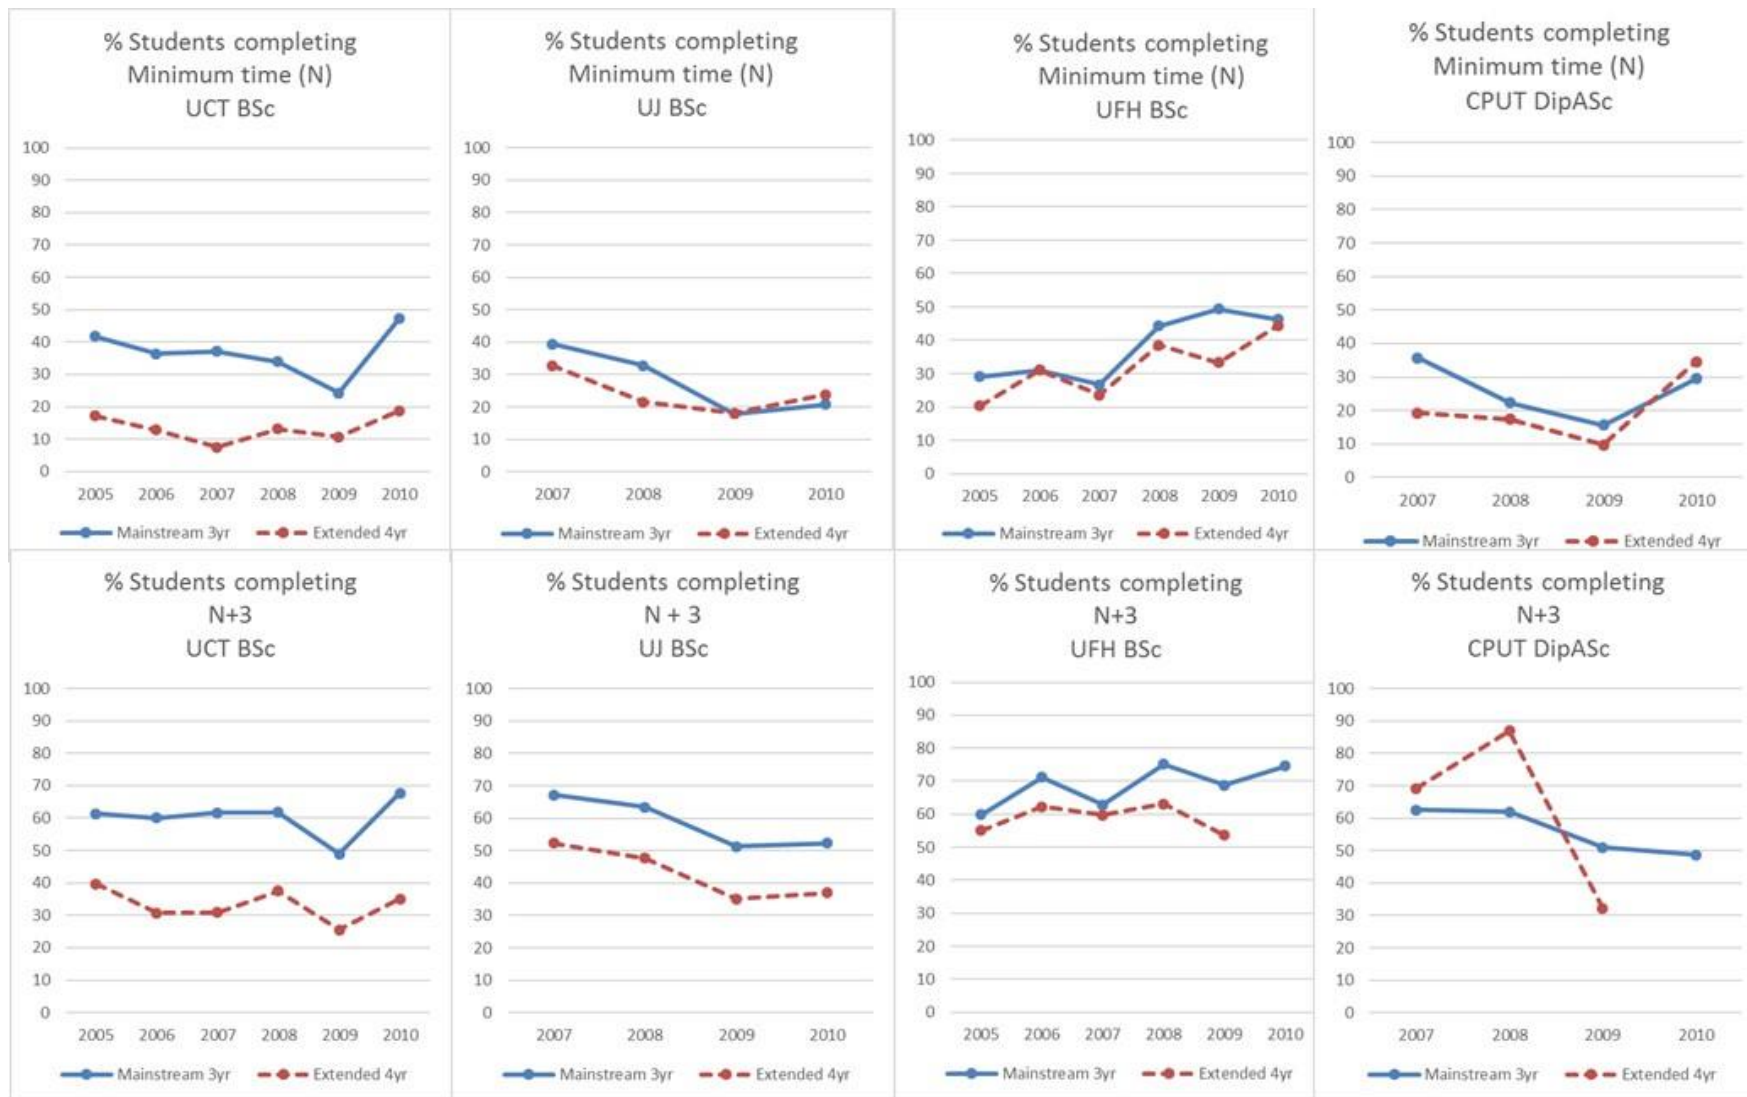 % Students completing
Minimum time (N)
UCT BSc
100
90
80
70
60
50
40
30
20
10
0
2005 2006 2007 2008 2009 2010
Mainstream 3yr Extended 4yr
% Students completing
Minimum time (N)
UJ BSc
100
90
80
70
60
50
40
30
20
10
0
2007 2008 2009 2010
Mainstream 3yr Extended 4yr
% Students completing
Minimum time (N)
UFH BSc
100
90
80
70
60
50
40
30
20
10
0
2005 2006 2007 2008 2009 2010
Mainstream 3yr Extended 4yr
% Students completing
Minimum time (N)
CPUT DipASc
100
90
80
70
60
50
40
30
20
10
0
2007 2008 2009 2010
Mainstream 3yr Extended 4yr
% Students completing
N+3
UCT BSc
100
90
80
70
60
50
40
30
20
10
0
2005 2006 2007 2008 2009 2010
Mainstream 3yr Extended 4yr
% Students completing
N + 3
UJ BSc
100
90
80
70
60
50
40
30
20
10
0
2007 2008 2009 2010
Mainstream 3yr Extended 4yr
% Students completing
N+3
UFH BSc
100
90
80
70
60
50
40
30
20
10
0
2005 2006 2007 2008 2009 2010
Mainstream 3yr Extended 4yr
% Students completing
N+3
CPUT DipASc
100
90
80
70
60
50
40
30
20
10
0
2007 2008 2009 2010
Mainstream 3yr Extended 4yr